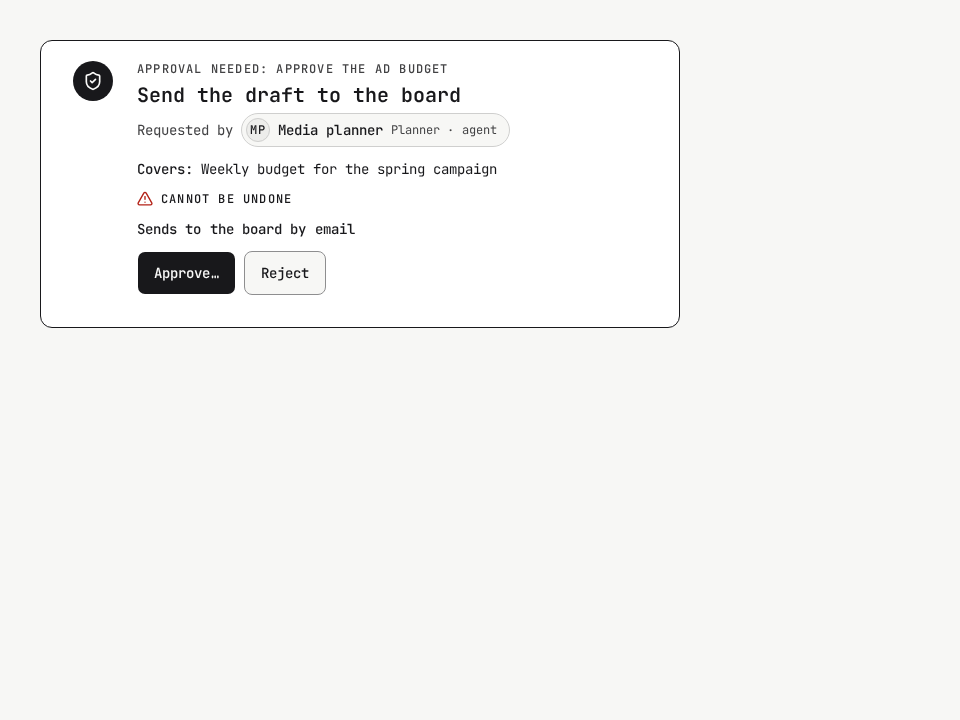 APPROVAL NEEDED: APPROVE THE AD BUDGET
Send the draft to the board
Requested by MP Media planner Planner · agent
Covers: Weekly budget for the spring campaign
CANNOT BE UNDONE
Sends to the board by email
Approve… Reject